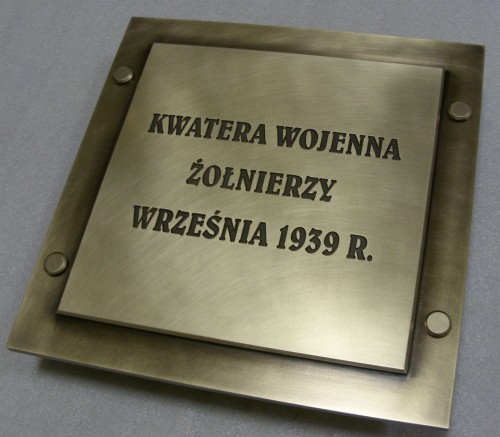 KWATERA WOJENNA
ŻOŁNIERZY
WRZEŚNIA 1939 R.